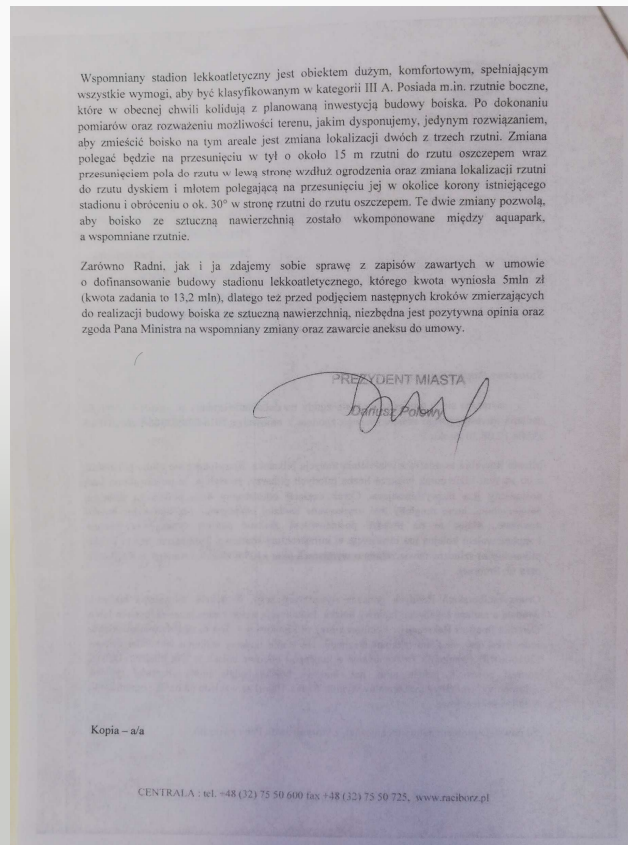 Wspomniany stadion lekkoatletyczny jest obiektem dużym, komfortowym, spełniającym
wszystkie wymogi, aby być klasyfikowanym w kategorii III A. Posiada m.in. rzutnie boczne,
które w obecnej chwili kolidują z planowaną inwestycją budowy boiska. Po dokonaniu
pomiarów oraz rozważeniu możliwości terenu, jakim dysponujemy, jedynym rozwiązaniem,
aby zmieścić boisko na tym areale jest zmiana lokalizacji dwóch z trzech rzutni. Zmiana
polegać będzie na przesunięciu w tył o około 15 m rzutni do rzutu oszczepem wraz
przesunięciem pola do rzutu w lewą stronę wzdłuż ogrodzenia oraz zmiana lokalizacji rzutni
do rzutu dyskiem i młotem polegającą na przesunięciu jej w okolice korony istniejącego
stadionu i obróceniu o ok. 30° w stronę rzutni do rzutu oszczepem. Te dwie zmiany pozwolą,
aby boisko ze sztuczną nawierzchnią zostało wkomponowane między aquapark,
a wspomniane rzutnie.
Zarówno Radni, jak i ja zdajemy sobie sprawę z zapisów zawartych w umowie
o dofinansowanie budowy stadionu lekkoatletycznego, którego kwota wyniosła 5mln zł
(kwota zadania to 13,2 mln), dlatego też przed podjęciem następnych kroków zmierzających
do realizacji budowy boiska ze sztuczną nawierzchnią, niezbędna jest pozytywna opinia oraz
zgoda Pana Ministra na wspomniany zmiany oraz zawarcie aneksu do umowy.
PREZYDENT MIASTA
Dariusz Polowy
Kopia – a/a
CENTRALA : tel. +48 (32) 75 50 600 fax +48 (32) 75 50 725, www.raciborz.pl